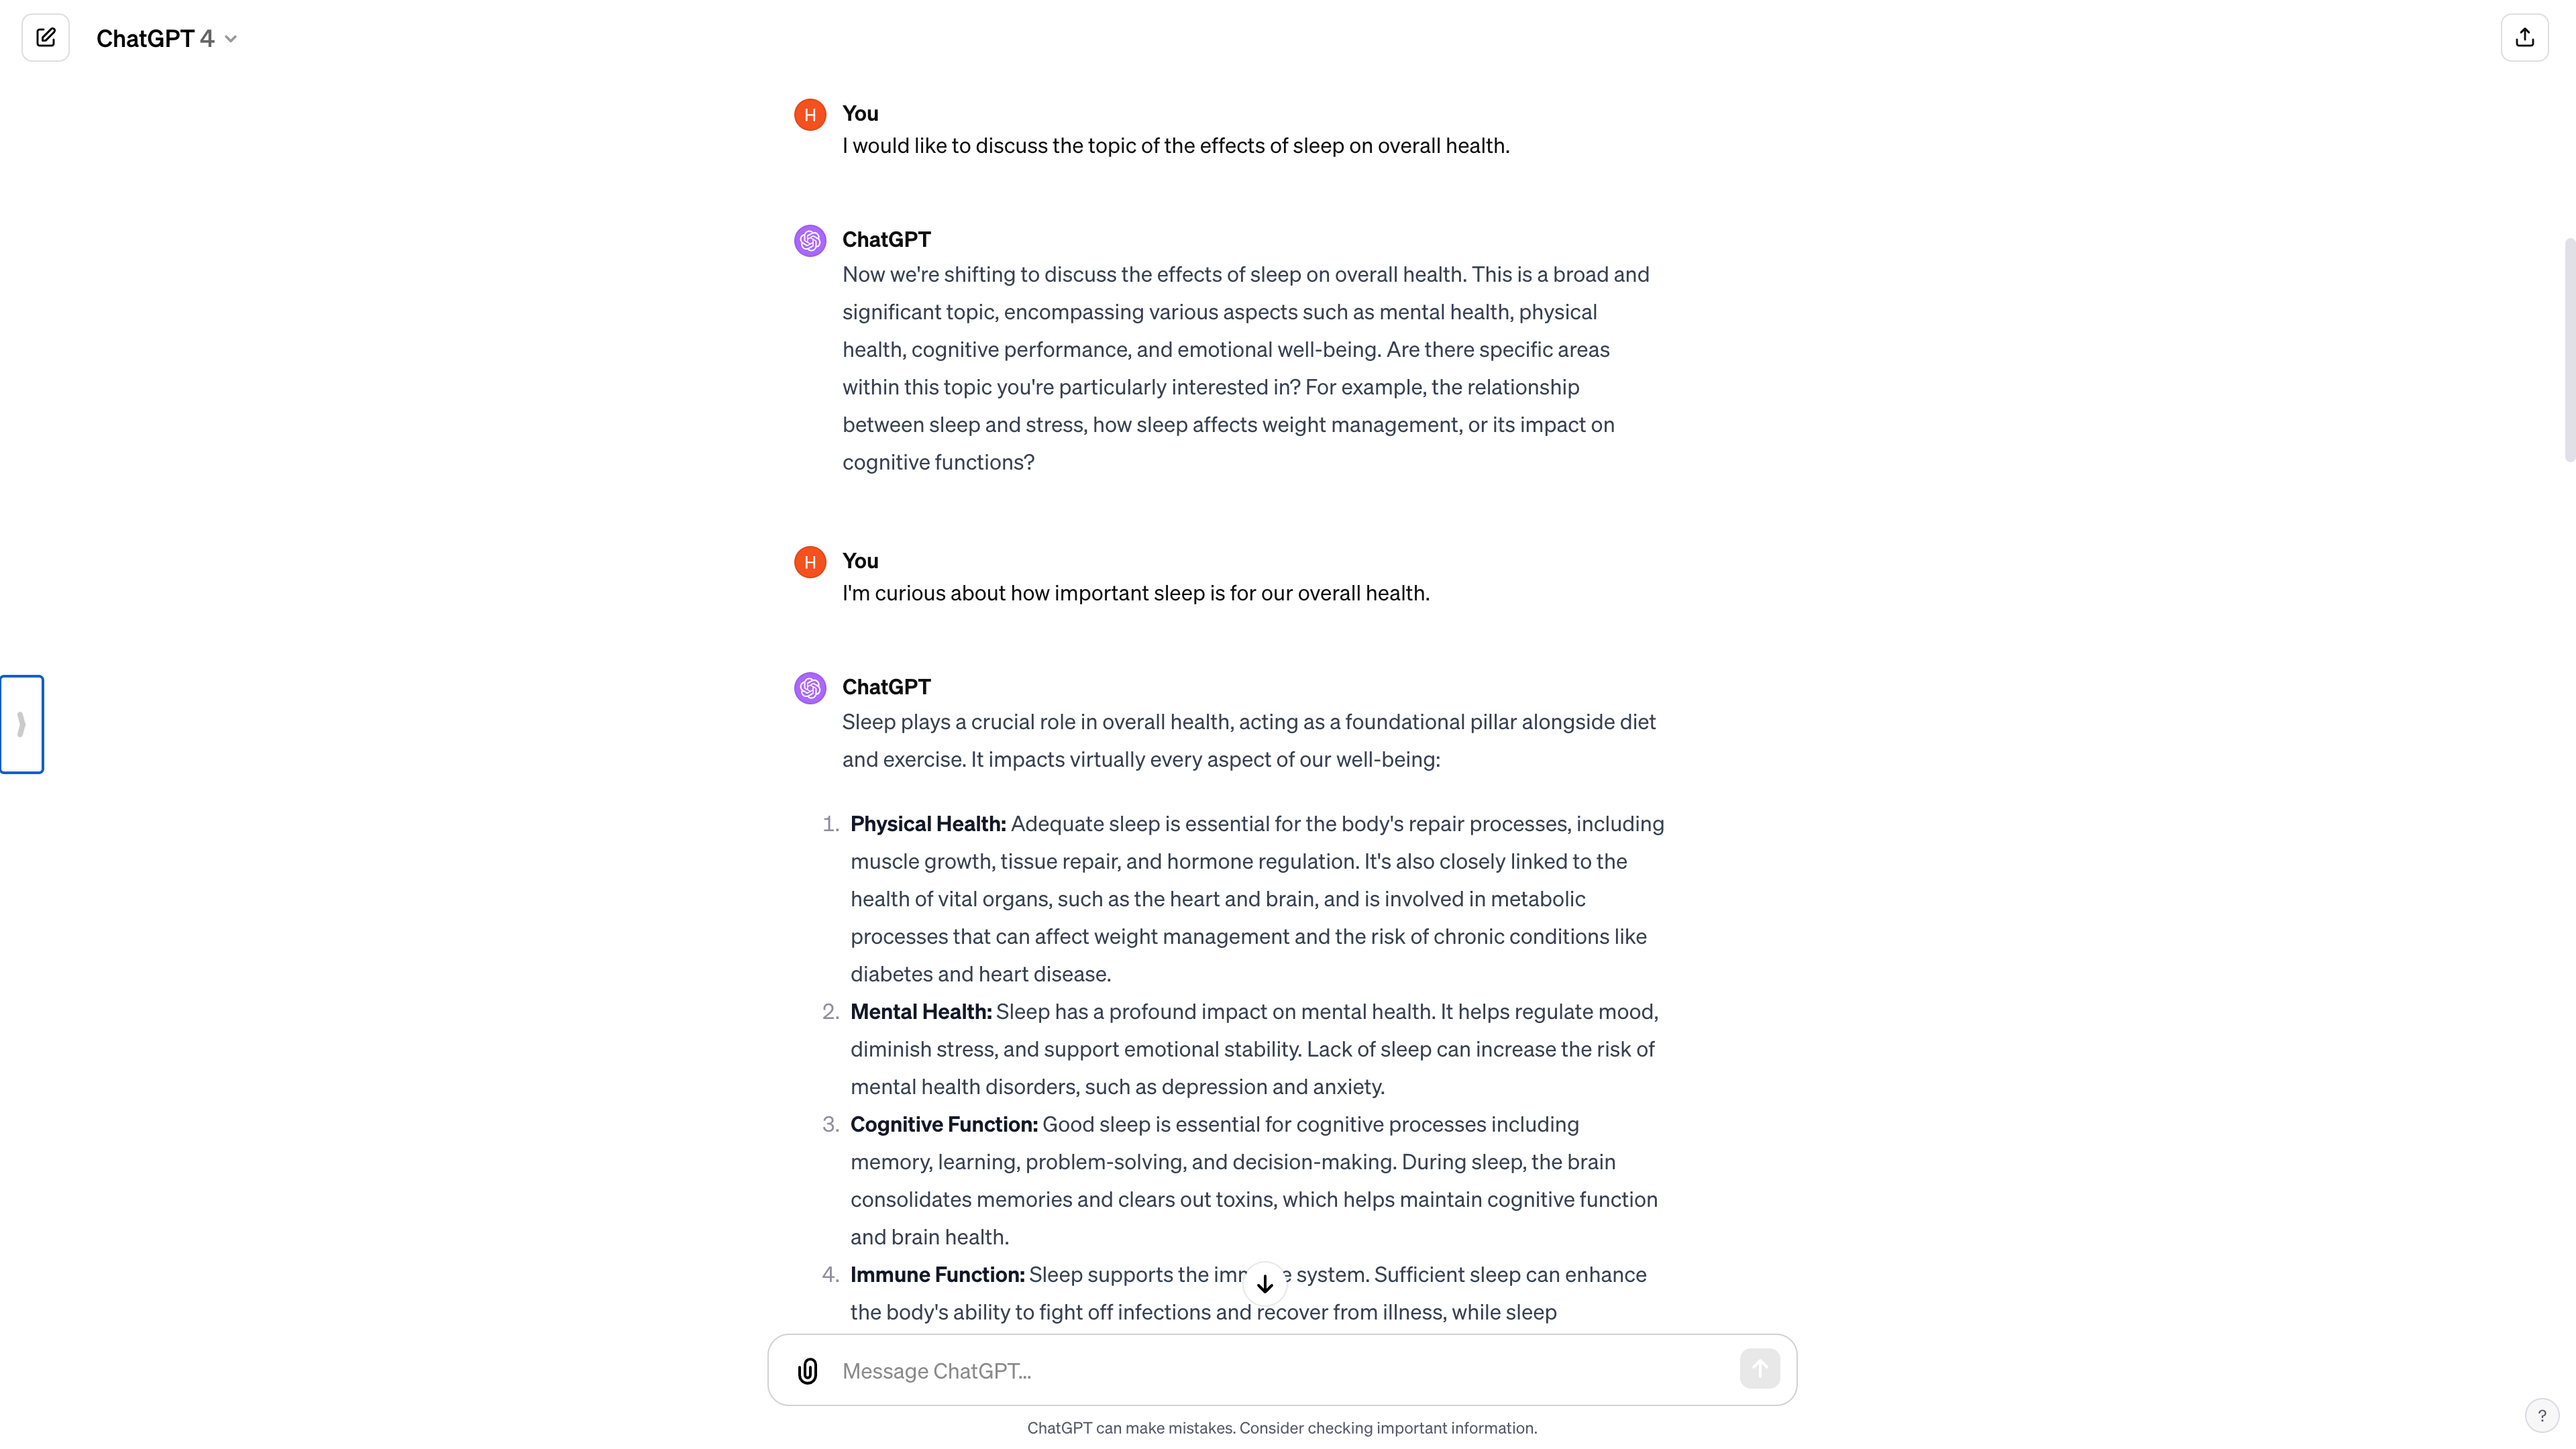 ChatGPT 4
H
You
I would like to discuss the topic of the effects of sleep on overall health.
ChatGPT
Now we're shifting to discuss the effects of sleep on overall health. This is a broad and
significant topic, encompassing various aspects such as mental health, physical
health, cognitive performance, and emotional well-being. Are there specific areas
within this topic you're particularly interested in? For example, the relationship
between sleep and stress, how sleep affects weight management, or its impact on
cognitive functions?
H
You
I'm curious about how important sleep is for our overall health.
ChatGPT
Sleep plays a crucial role in overall health, acting as a foundational pillar alongside diet
and exercise. It impacts virtually every aspect of our well-being:
1. Physical Health: Adequate sleep is essential for the body's repair processes, including
muscle growth, tissue repair, and hormone regulation. It's also closely linked to the
health of vital organs, such as the heart and brain, and is involved in metabolic
processes that can affect weight management and the risk of chronic conditions like
diabetes and heart disease.
2. Mental Health: Sleep has a profound impact on mental health. It helps regulate mood,
diminish stress, and support emotional stability. Lack of sleep can increase the risk of
mental health disorders, such as depression and anxiety.
3. Cognitive Function: Good sleep is essential for cognitive processes including
memory, learning, problem-solving, and decision-making. During sleep, the brain
consolidates memories and clears out toxins, which helps maintain cognitive function
and brain health.
4. Immune Function: Sleep supports the immune system. Sufficient sleep can enhance
the body's ability to fight off infections and recover from illness, while sleep
Message ChatGPT...
ChatGPT can make mistakes. Consider checking important information.
?